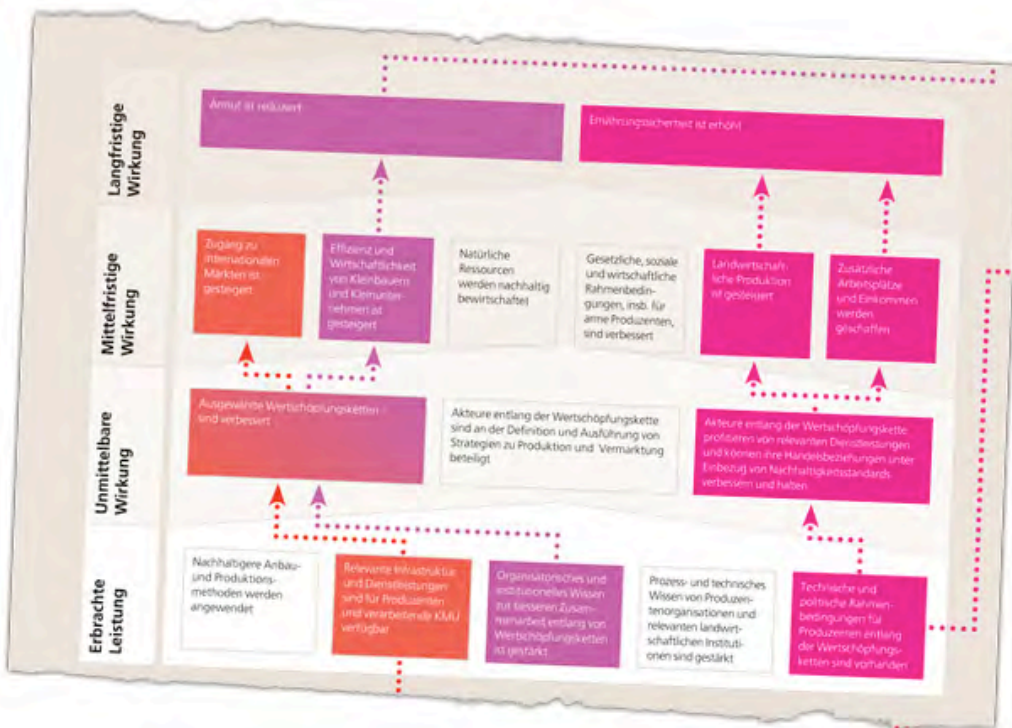 Langfristige
Wirkung
Armut ist reduziert
Ernährungssicherheit ist erhöht
Mittelfristige
Wirkung
Zugang zu
internationalen
Märkten ist
gesteigert
Effizienz und
Wirtschaftlichkeit
von Kleinbauern
und Kleinunter-
nehmen ist
gesteigert
Natürliche
Ressourcen
werden nachhaltig
bewirtschaftet
Gesetzliche, soziale
und wirtschaftliche
Rahmenbedin-
gungen, insb. für
arme Produzenten,
sind verbessert
Landwirtschaft-
liche Produktion
ist gesteigert
Zusätzliche
Arbeitsplätze
und Einkommen
werden
geschaffen
Unmittelbare
Wirkung
Ausgewählte Wertschöpfungsketten
sind verbessert
Akteure entlang der Wertschöpfungskette
sind an der Definition und Ausführung von
Strategien zu Produktion und Vermarktung
beteiligt
Akteure entlang der Wertschöpfungskette
profitieren von relevanten Dienstleistungen
und können ihre Handelsbeziehungen unter
Einbezug von Nachhaltigkeitsstandards
verbessern und halten
Erbrachte
Leistung
Nachhaltigere Anbau-
und Produktions-
methoden werden
angewendet
Relevante Infrastruktur
und Dienstleistungen
sind für Produzenten
und verarbeitende KMU
verfügbar
Organisatorisches und
institutionelles Wissen
zur besseren Zusam-
menarbeit entlang von
Wertschöpfungsketten
ist gestärkt
Prozess- und technisches
Wissen von Produzen-
tenorganisationen und
relevanten landwirt-
schaftlichen Instituti-
onen sind gestärkt
Technische und
politische Rahmen-
bedingungen für
Produzenten entlang
der Wertschöpfungs-
ketten sind vorhanden